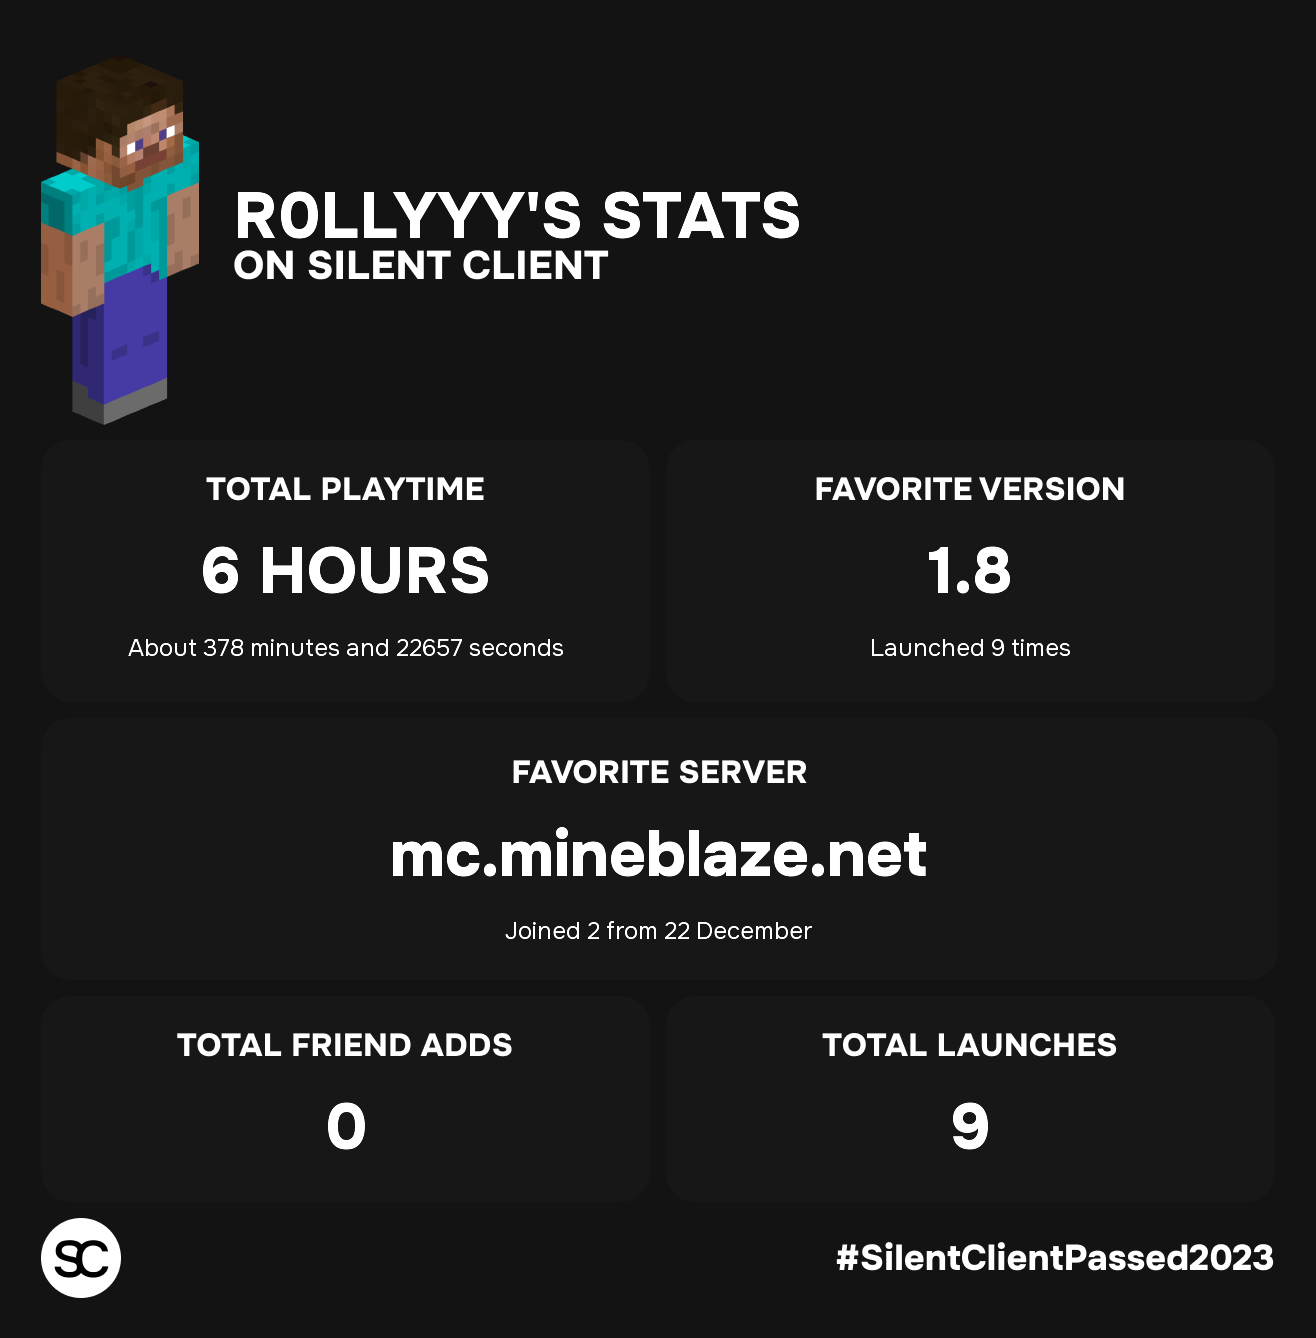 R0LLYYY'S STATS
ON SILENT CLIENT
TOTAL PLAYTIME
6 HOURS
About 378 minutes and 22657 seconds
FAVORITE VERSION
1.8
Launched 9 times
FAVORITE SERVER
mc.mineblaze.net
Joined 2 from 22 December
TOTAL FRIEND ADDS
0
TOTAL LAUNCHES
9
SC
#SilentClientPassed2023